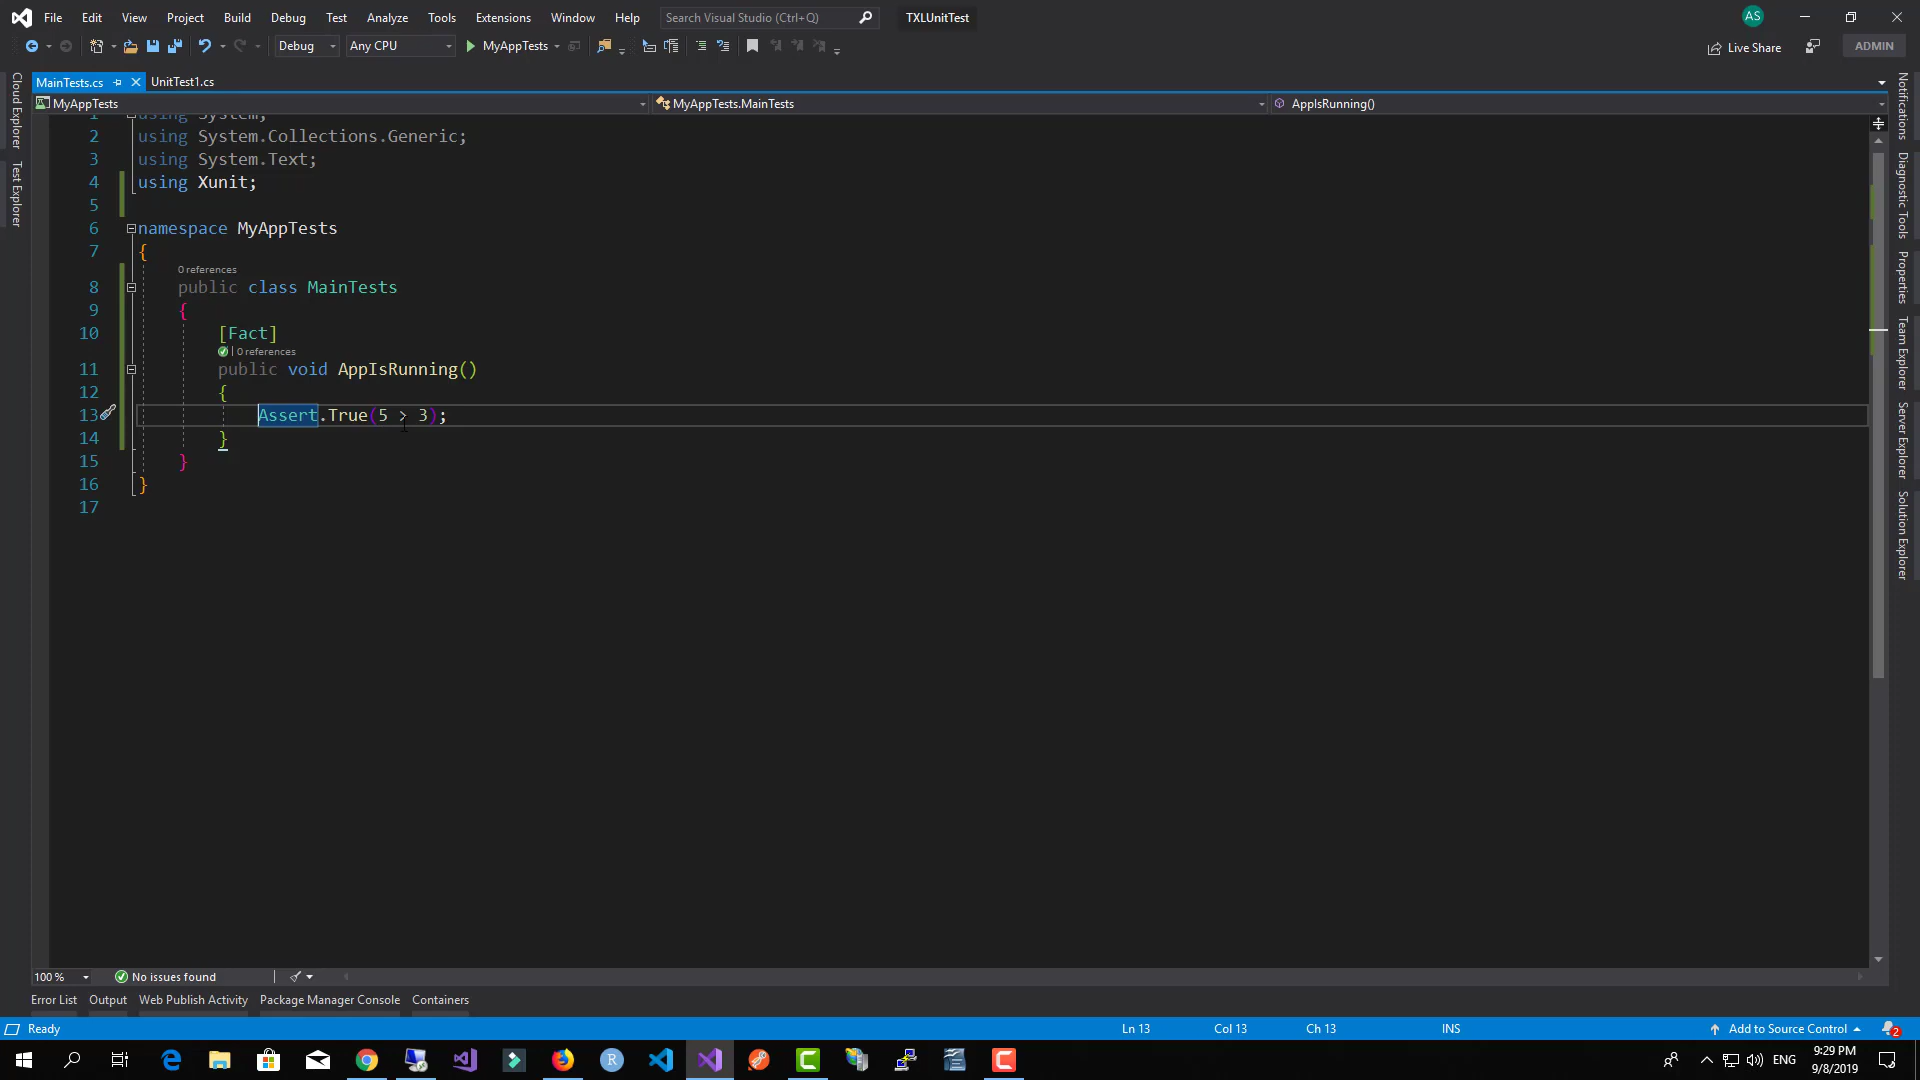 File Edit View Project Build Debug Test Analyze Tools Extensions Window Help Search Visual Studio (Ctrl+Q) TXLUnitTest AS
Debug Any CPU MyAppTests Live Share ADMIN
MainTests.cs UnitTest1.cs
MyAppTests MyAppTests.MainTests AppIsRunning()
Cloud Explorer
Test Explorer
1 using System;
2 using System.Collections.Generic;
3 using System.Text;
4 using Xunit;
5
6 namespace MyAppTests
7 {
0 references
8 public class MainTests
9 {
10 [Fact]
| 0 references
11 public void AppIsRunning()
12 {
13 Assert.True(5 > 3);
14 }
15 }
16 }
17
Notifications
Diagnostic Tools
Properties
Team Explorer
Server Explorer
Solution Explorer
100 % No issues found
Error List Output Web Publish Activity Package Manager Console Containers
Ready Ln 13 Col 13 Ch 13 INS Add to Source Control 2
R ENG 9:29 PM
9/8/2019